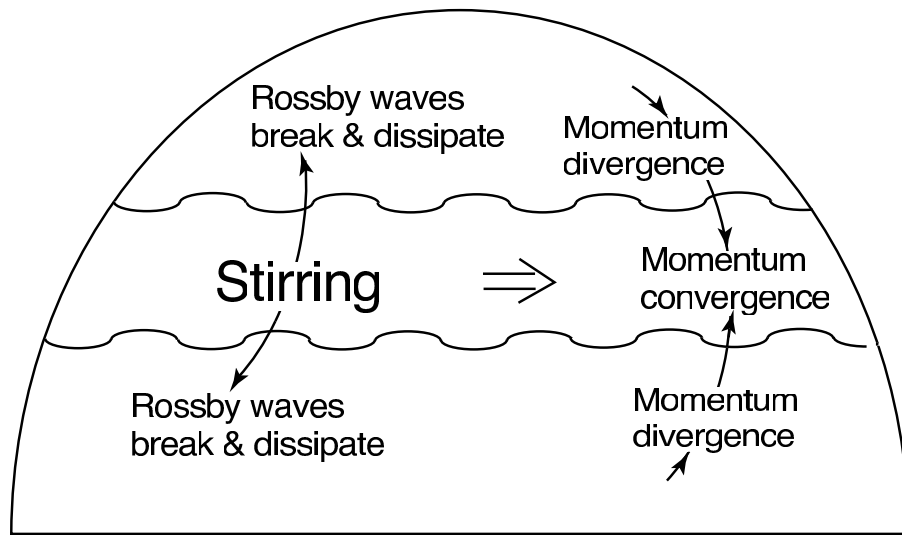 Rossby waves
break & dissipate
Momentum
divergence
Stirring
Momentum
convergence
Rossby waves
break & dissipate
Momentum
divergence